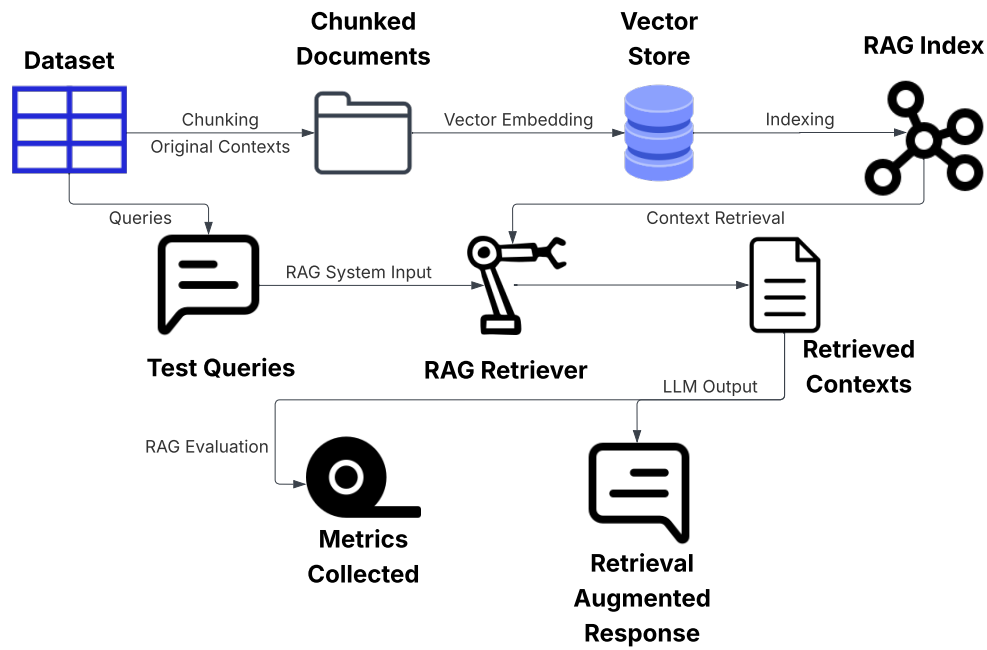 Chunked
Documents
Vector
Store
RAG Index
Dataset
Chunking
Original Contexts
Vector Embedding
Indexing
Queries
Context Retrieval
RAG System Input
Test Queries
RAG Retriever
Retrieved
Contexts
LLM Output
RAG Evaluation
Metrics
Collected
Retrieval
Augmented
Response